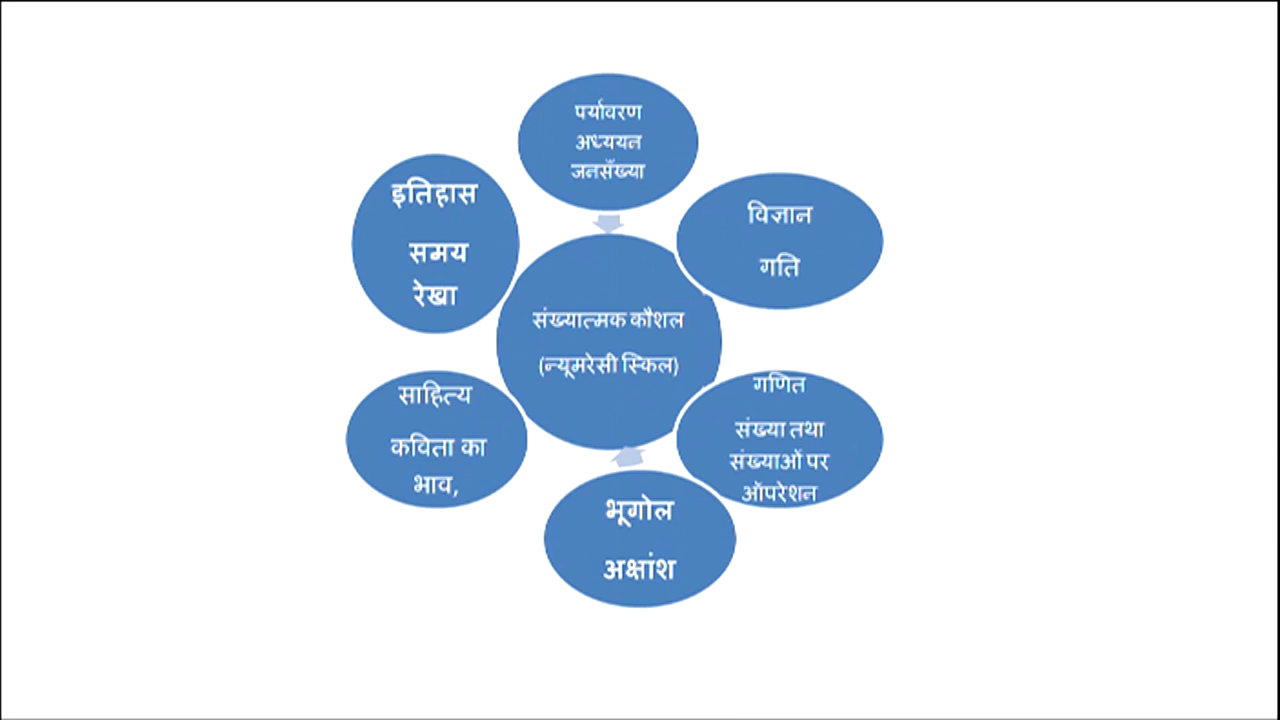 पर्यावरण
अध्ययन
जनसँख्या
विज्ञान
गति
गणित
संख्या तथा
संख्याओं पर
ऑपरेशन
भूगोल
अक्षांश
साहित्य
कविता का
भाव,
इतिहास
समय
रेखा
संख्यात्मक कौशल
(न्यूमरेसी स्किल)